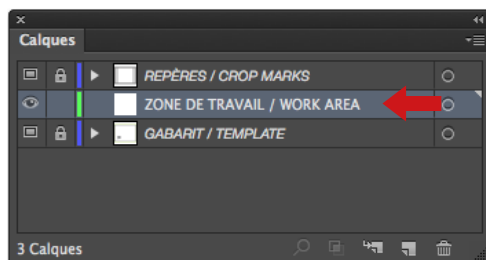 Calques
REPÈRES / CROP MARKS
ZONE DE TRAVAIL / WORK AREA
GABARIT / TEMPLATE
3 Calques